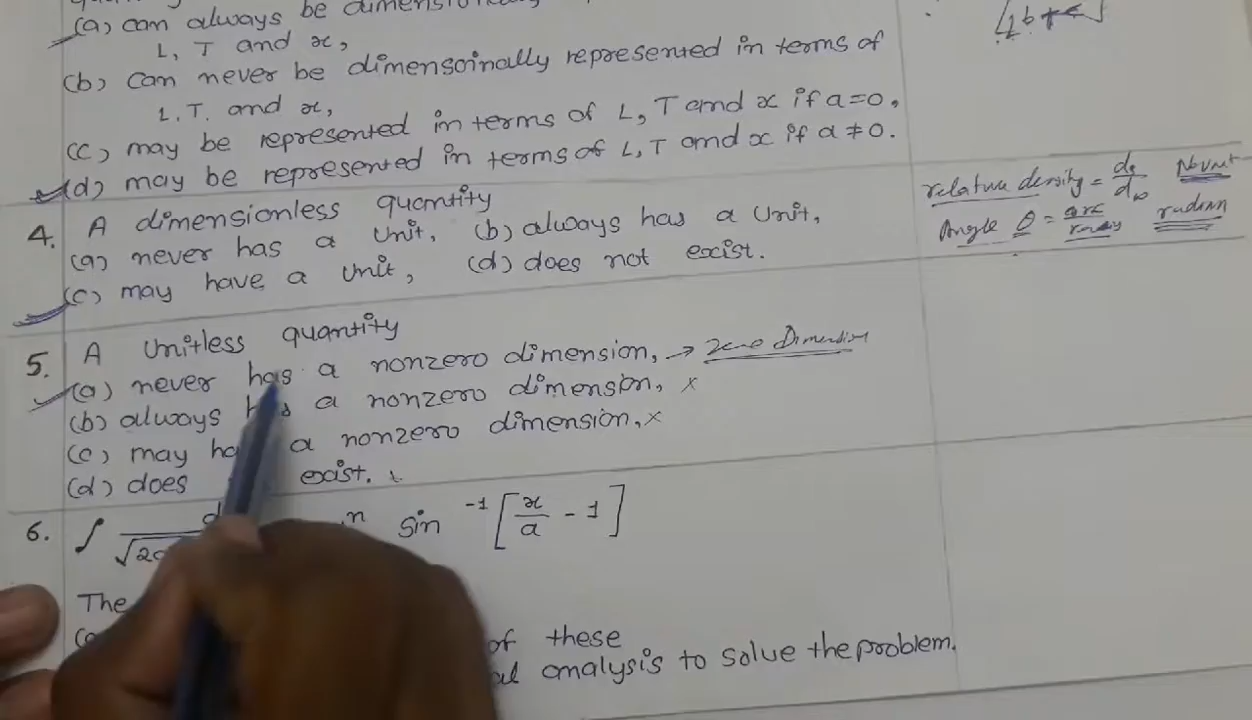 (a) can always be dimensionally
L, T and x,
(b) can never be dimensoinally represented in terms of
L.T. and x,
(c) may be represented in terms of L, T and x if a=0.
(d) may be represented in terms of L, T and x if a ≠ 0.
4. A dimensionless quantity
(a) never has a Unit, (b) always has a Unit,
(c) may have a Unit, (d) does not exist.
relative density = No unit
Angle θ = arc radian
5. A Unitless quantity
(a) never has a nonzero dimension, → zero Dimension
(b) always has a nonzero dimension, x
(c) may ha a nonzero dimension, x
(d) does exist.
6. ∫ d n sin -1 [x/a - 1]
√2a
The
of these
analysis to solve the problem.